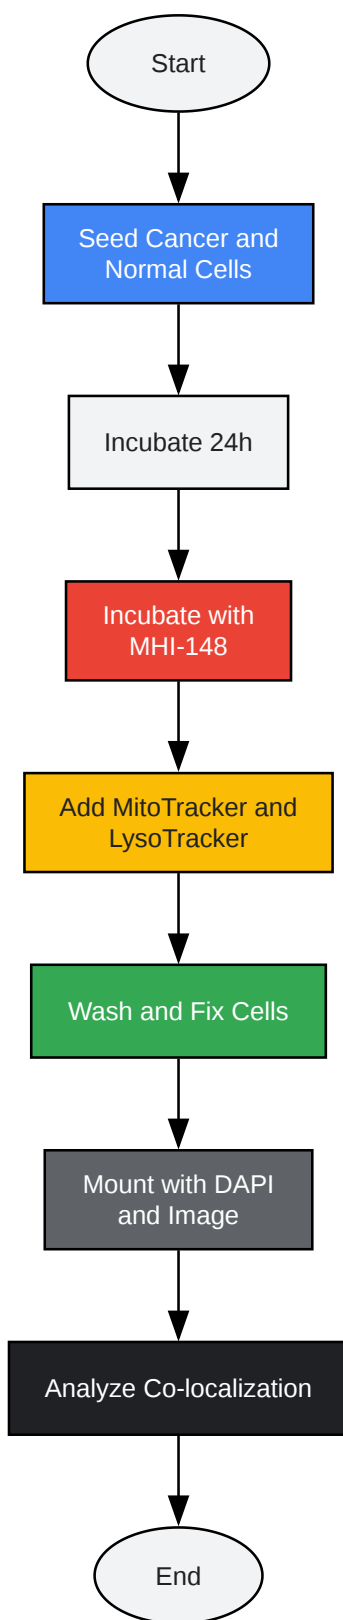 Start
Seed Cancer and
Normal Cells
Incubate 24h
Incubate with
MHI-148
Add MitoTracker and
LysoTracker
Wash and Fix Cells
Mount with DAPI
and Image
Analyze Co-localization
End